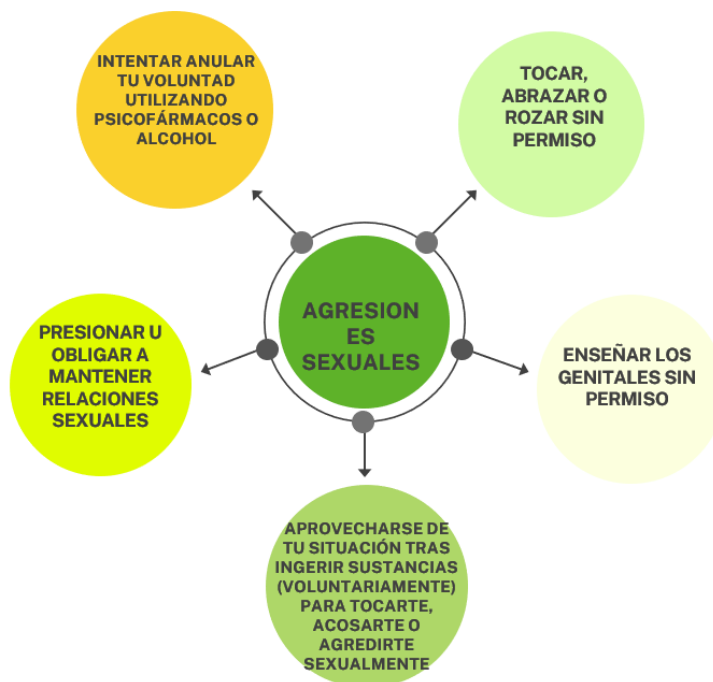 INTENTAR ANULAR
TU VOLUNTAD
UTILIZANDO
PSICOFÁRMACOS O
ALCOHOL
TOCAR,
ABRAZAR O
ROZAR SIN
PERMISO
AGRESION
ES
SEXUALES
PRESIONAR U
OBLIGAR A
MANTENER
RELACIONES
SEXUALES
ENSEÑAR LOS
GENITALES SIN
PERMISO
APROVECHARSE DE
TU SITUACIÓN TRAS
INGERIR SUSTANCIAS
(VOLUNTARIAMENTE)
PARA TOCARTE,
ACOSARTE O
AGREDIRTE
SEXUALMENTE